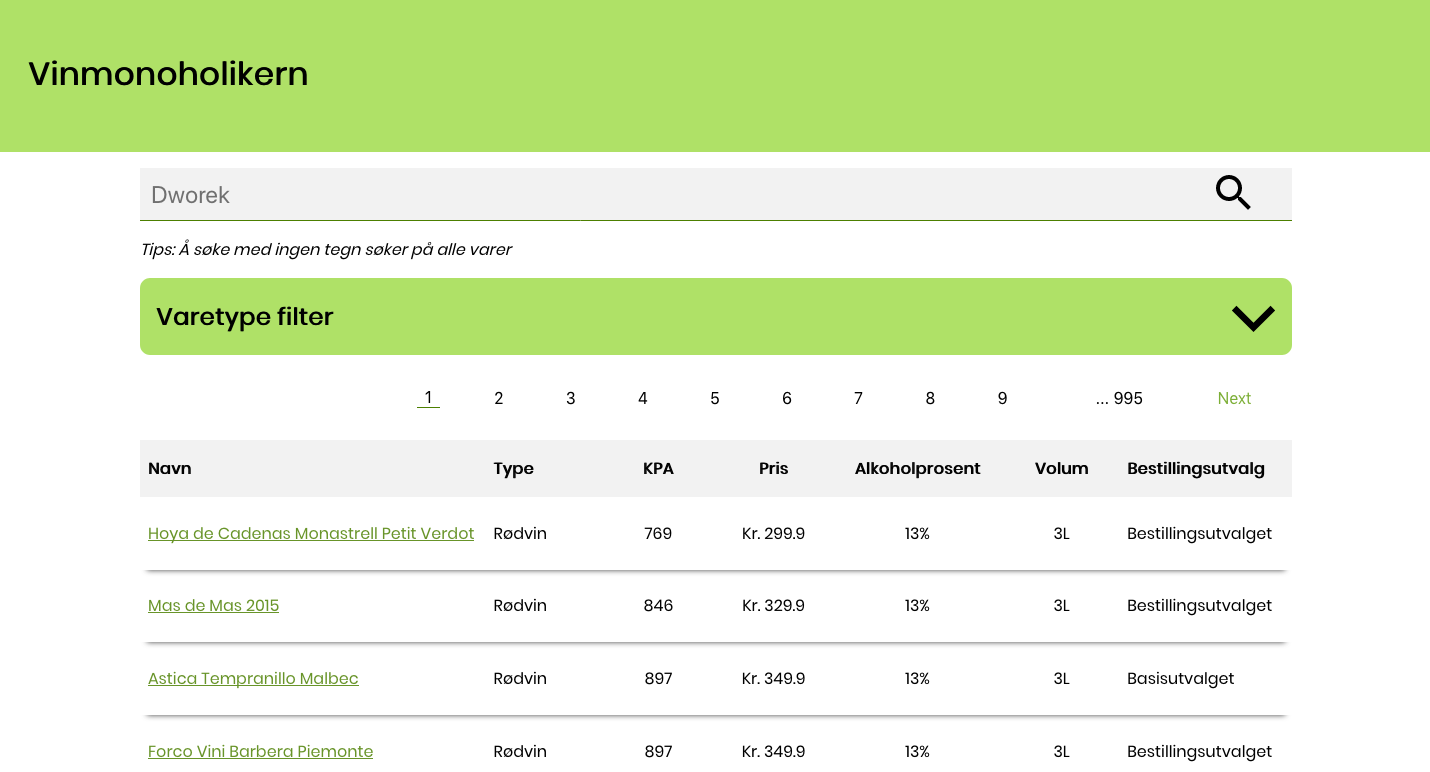 Vinmonoholikern
Dworek
Tips: Å søke med ingen tegn søker på alle varer
Varetype filter
1 2 3 4 5 6 7 8 9 ... 995 Next
Navn Type KPA Pris Alkoholprosent Volum Bestillingsutvalg
Hoya de Cadenas Monastrell Petit Verdot Rødvin 769 Kr. 299.9 13% 3L Bestillingsutvalget
Mas de Mas 2015 Rødvin 846 Kr. 329.9 13% 3L Bestillingsutvalget
Astica Tempranillo Malbec Rødvin 897 Kr. 349.9 13% 3L Basisutvalget
Forco Vini Barbera Piemonte Rødvin 897 Kr. 349.9 13% 3L Bestillingsutvalget